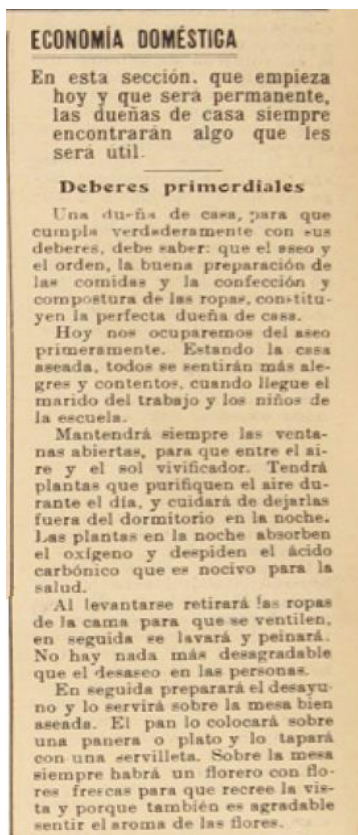 ECONOMÍA DOMÉSTICA
En esta sección. que empieza
hoy y que será permanente,
las dueñas de casa siempre
encontrarán algo que les
será util.
Deberes primordiales
Una dueña de casa, para que
cumpla verdaderamente con sus
deberes, debe saber: que el aseo y
el orden, la buena preparación de
las comidas y la confección y
compostura de las ropas, constitu-
yen la perfecta dueña de casa.
Hoy nos ocuparemos del aseo
primeramente. Estando la casa
aseada, todos se sentirán más ale-
gres y contentos, cuando llegue el
marido del trabajo y los niños de
la escuela.
Mantendrá siempre las venta-
nas abiertas, para que entre el ai-
re y el sol vivificador. Tendrá
plantas que purifiquen el aire du-
rante el día, y cuidará de dejarlas
fuera del dormitorio en la noche.
Las plantas en la noche absorben
el oxígeno y despiden el ácido
carbónico que es nocivo para la
salud.
Al levantarse retirará las ropas
de la cama para que se ventilen,
en seguida se lavará y peinará.
No hay nada más desagradable
que el desaseo en las personas.
En seguida preparará el desayu-
no y lo servirá sobre la mesa bien
aseada. El pan lo colocará sobre
una panera o plato y lo tapará
con una servilleta. Sobre la mesa
siempre habrá un florero con flo-
res frescas para que recree la vis-
ta y porque también es agradable
sentir el aroma de las flores.